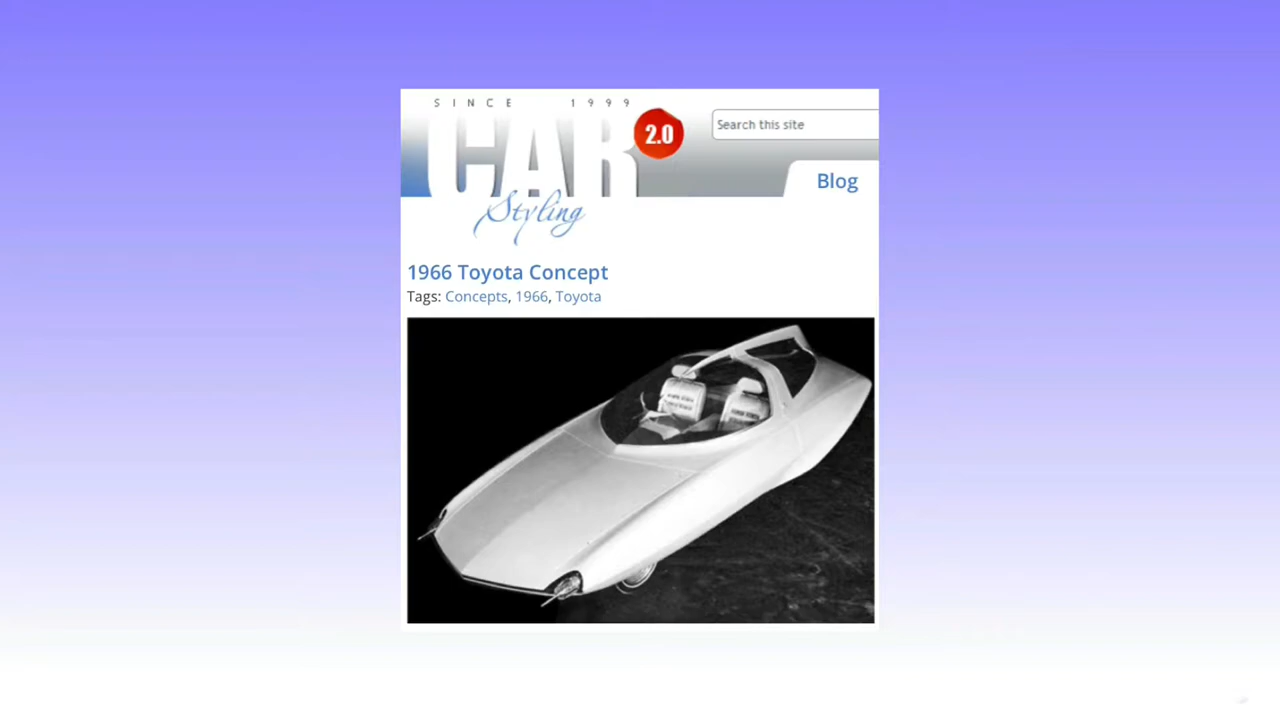 SINCE 1999
CAR
2.0
Styling
Search this site
Blog
1966 Toyota Concept
Tags: Concepts, 1966, Toyota